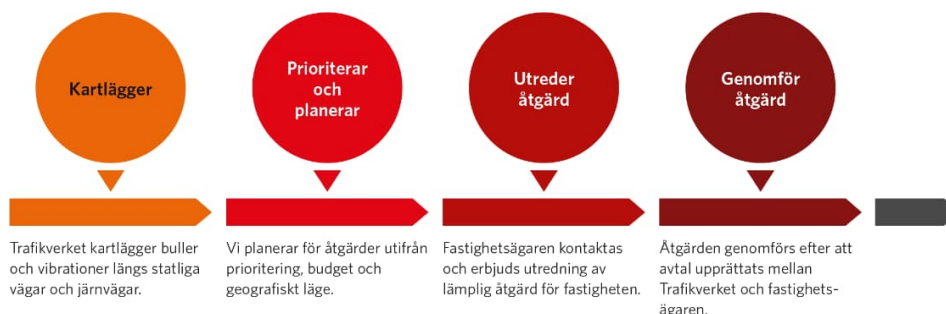 Kartlägger
Prioriterar
och
planerar
Utreder
åtgärd
Genomför
åtgärd
Trafikverket kartlägger buller
och vibrationer längs statliga
vägar och järnvägar.
Vi planerar för åtgärder utifrån
prioritering, budget och
geografiskt läge.
Fastighetsägaren kontaktas
och erbjuds utredning av
lämplig åtgärd för fastigheten.
Åtgärden genomförs efter att
avtal upprättats mellan
Trafikverket och fastighets-
ägaren.